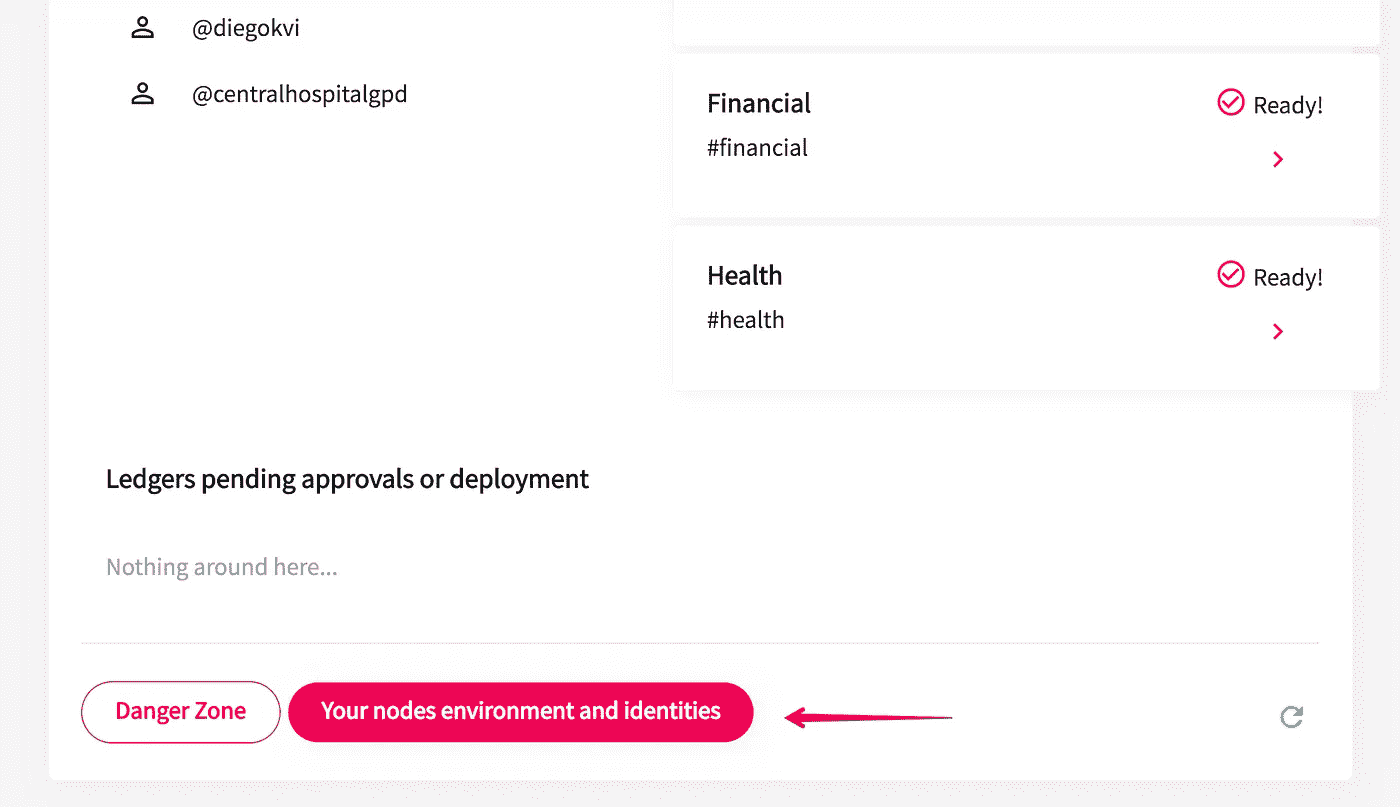 @diegokvi
@centralhospitalgpd
Financial
Ready!
#financial
Health
Ready!
#health
Ledgers pending approvals or deployment
Nothing around here...
Danger Zone
Your nodes environment and identities